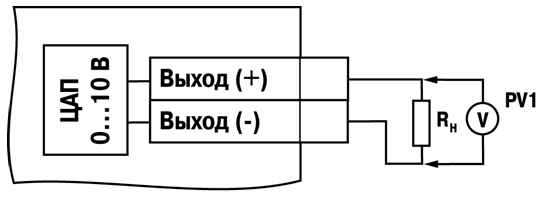 ЦАП
0...10 В
Выход (+)
Выход (-)
Rн
V
PV1